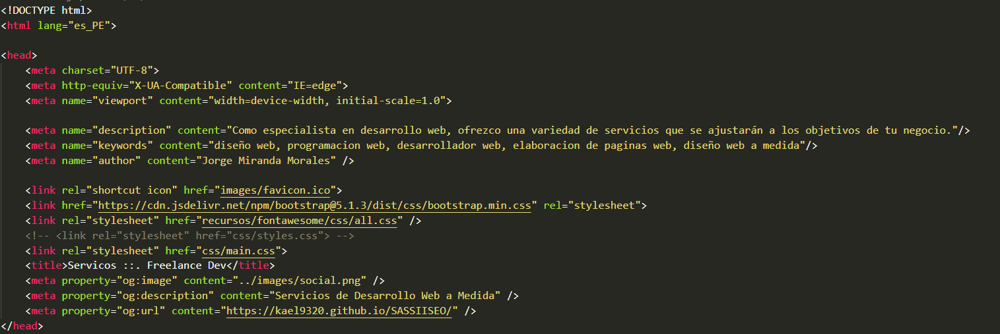 <!DOCTYPE html>
<html lang="es_PE">
<head>
<meta charset="UTF-8">
<meta http-equiv="X-UA-Compatible" content="IE=edge">
<meta name="viewport" content="width=device-width, initial-scale=1.0">
<meta name="description" content="Como especialista en desarrollo web, ofrezco una variedad de servicios que se ajustarán a los objetivos de tu negocio."/>
<meta name="keywords" content="diseño web, programacion web, desarrollador web, elaboracion de paginas web, diseño web a medida"/>
<meta name="author" content="Jorge Miranda Morales" />
<link rel="shortcut icon" href="images/favicon.ico">
<link href="https://cdn.jsdelivr.net/npm/bootstrap@5.1.3/dist/css/bootstrap.min.css" rel="stylesheet">
<link rel="stylesheet" href="recursos/fontawesome/css/all.css" />
<!-- <link rel="stylesheet" href="css/styles.css"> -->
<link rel="stylesheet" href="css/main.css">
<title>Servicos ::. Freelance Dev</title>
<meta property="og:image" content="../images/social.png" />
<meta property="og:description" content="Servicios de Desarrollo Web a Medida" />
<meta property="og:url" content="https://kael9320.github.io/SASSIISEO/" />
</head>